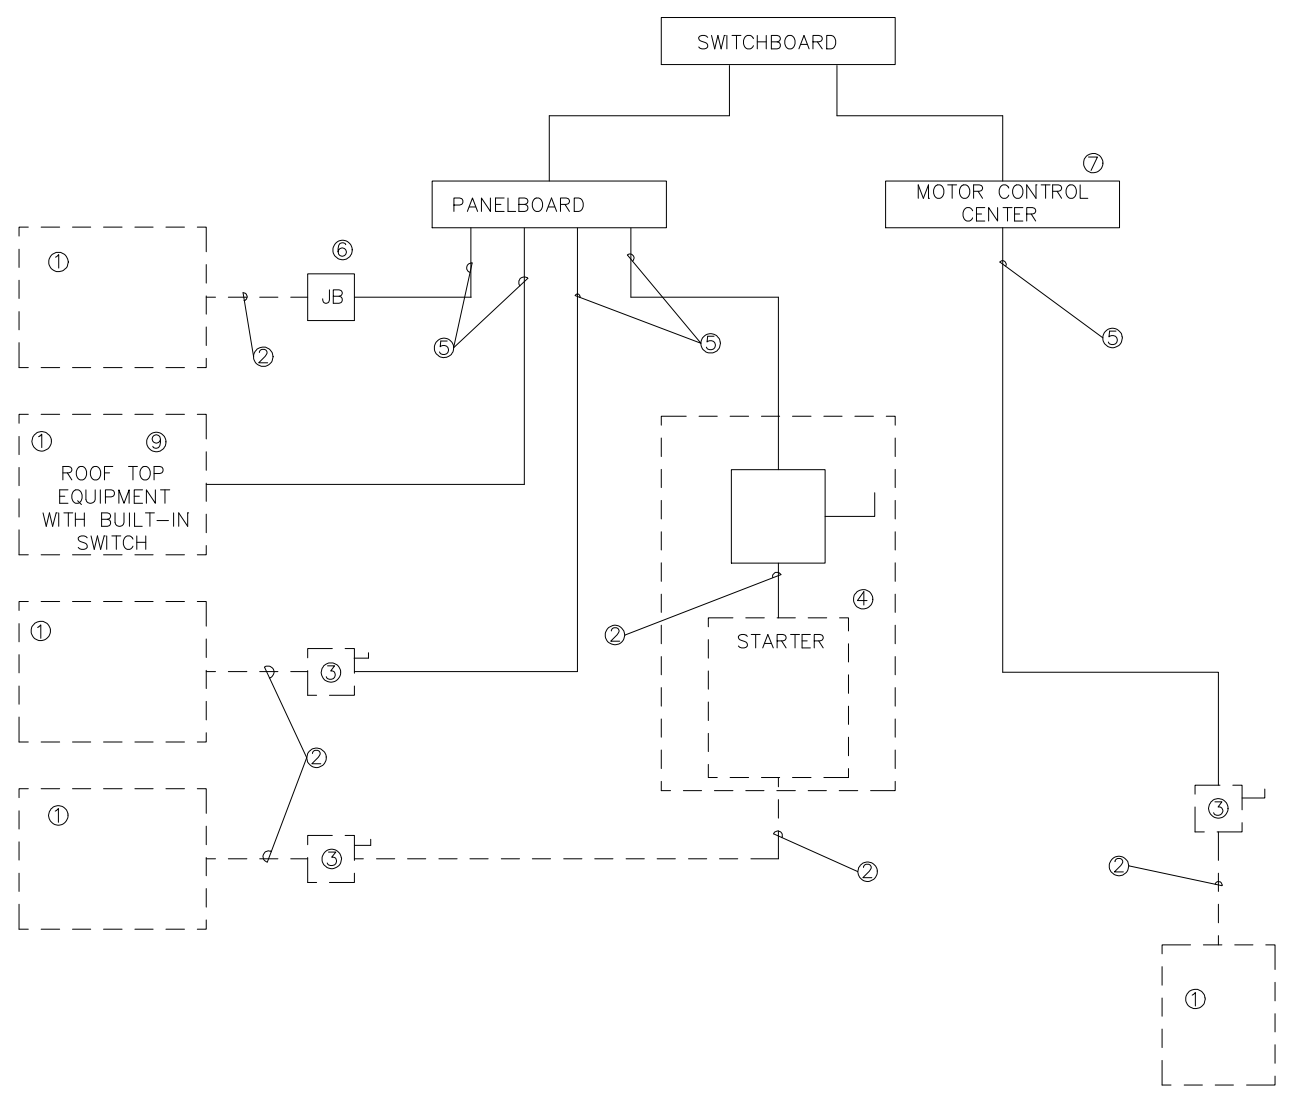 SWITCHBOARD
⑦
PANELBOARD
MOTOR CONTROL
CENTER
①
⑥
JB
②
⑤
⑤
⑤
①
⑨
ROOF TOP
EQUIPMENT
WITH BUILT-IN
SWITCH
④
①
②
STARTER
③
②
①
③
③
②
②
①